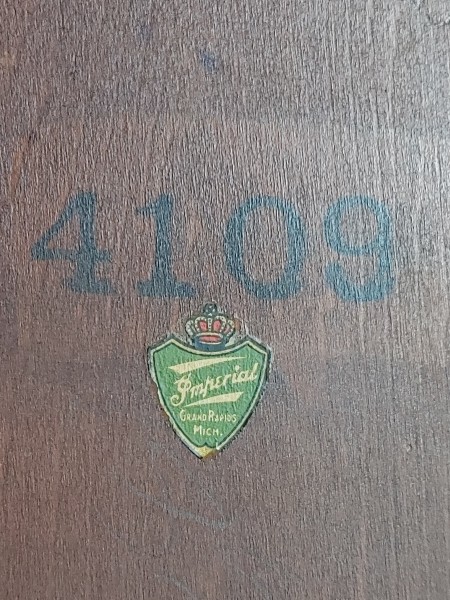 4109
Imperial
GRAND RAPIDS
MICH.